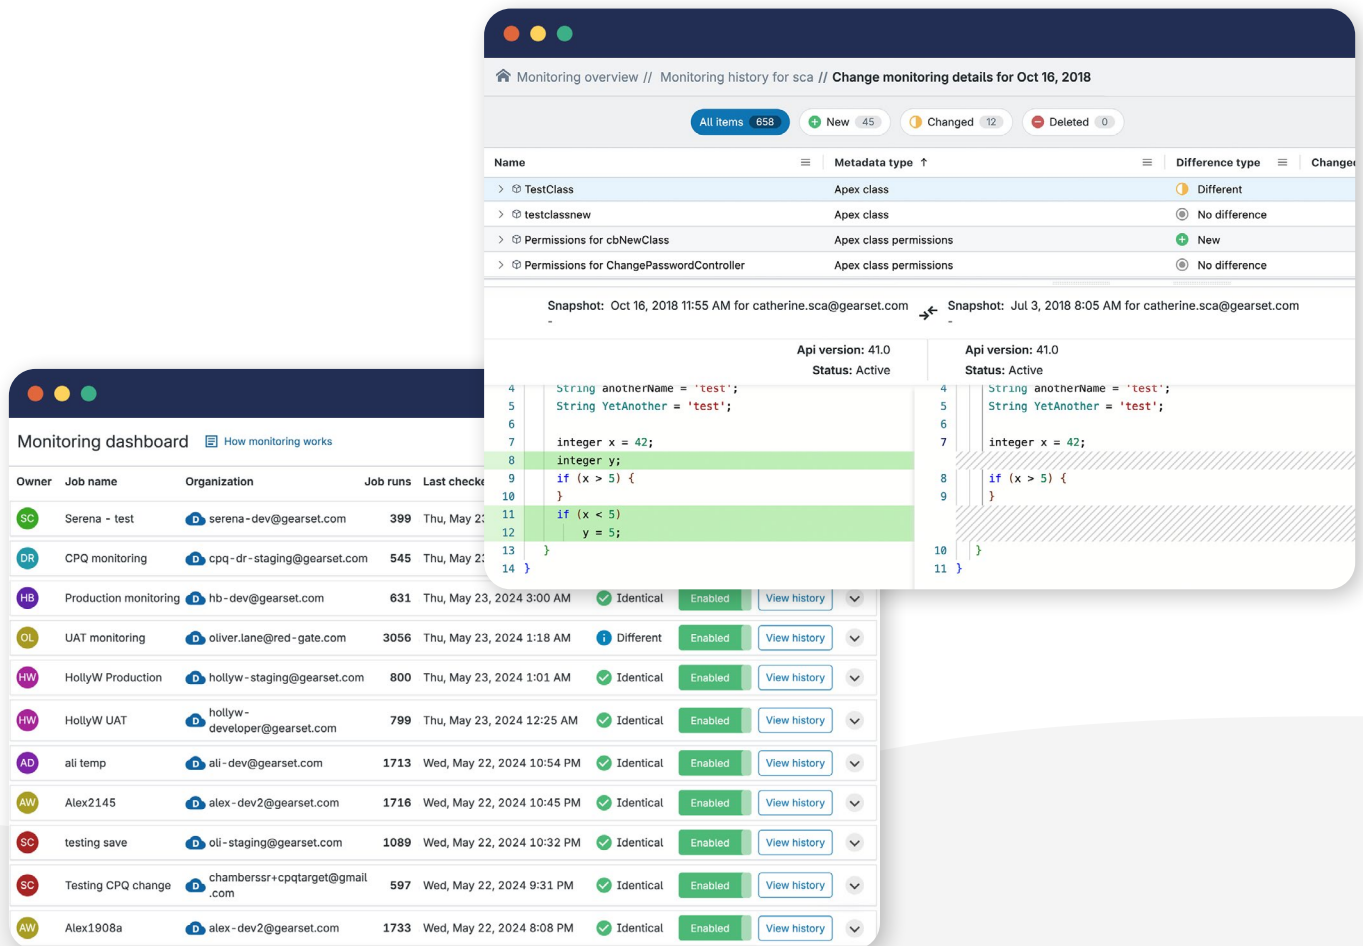 Monitoring overview // Monitoring history for sca // Change monitoring details for Oct 16, 2018
All items 658 New 45 Changed 12 Deleted 0
Name Metadata type ↑ Difference type
TestClass Apex class Different
testclassnew Apex class No difference
Permissions for cbNewClass Apex class permissions New
Permissions for ChangePasswordController Apex class permissions No difference
Snapshot: Oct 16, 2018 11:55 AM for catherine.sca@gearset.com Snapshot: Jul 3, 2018 8:05 AM for catherine.sca@gearset.com
- -
Api version: 41.0 Api version: 41.0
Status: Active Status: Active
4 String anotherName = 'test'; 4 String anotherName = 'test';
5 String YetAnother = 'test'; 5 String YetAnother = 'test';
6 6
7 integer x = 42; 7 integer x = 42;
8 integer y;
9 if (x > 5) { 8 if (x > 5) {
10 } 9 }
11 if (x < 5)
12 y = 5;
13 } 10 }
14 } 11 }
Monitoring dashboard How monitoring works
Owner Job name Organization Job runs Last
SC Serena - test D serena-dev@gearset.com 399 Thu, May
DR CPQ monitoring D cpq-dr-staging@gearset.com 545 Thu, May
HB Production monitoring D hb-dev@gearset.com 631 Thu, May 23, 2024 3:00 AM Identical Enabled View history
OL UAT monitoring D oliver.lane@red-gate.com 3056 Thu, May 23, 2024 1:18 AM Different Enabled View history
HW HollyW Production D hollyw-staging@gearset.com 800 Thu, May 23, 2024 1:01 AM Identical Enabled View history
HW HollyW UAT D hollyw-
developer@gearset.com 799 Thu, May 23, 2024 12:25 AM Identical Enabled View history
AD ali temp D ali-dev@gearset.com 1713 Wed, May 22, 2024 10:54 PM Identical Enabled View history
AW Alex2145 D alex-dev2@gearset.com 1716 Wed, May 22, 2024 10:45 PM Identical Enabled View history
SC testing save D oli-staging@gearset.com 1089 Wed, May 22, 2024 10:32 PM Identical Enabled View history
SC Testing CPQ change D chamberssr+cpqtarget@gmail
.com 597 Wed, May 22, 2024 9:31 PM Identical Enabled View history
AW Alex1908a D alex-dev2@gearset.com 1733 Wed, May 22, 2024 8:08 PM Identical Enabled View history